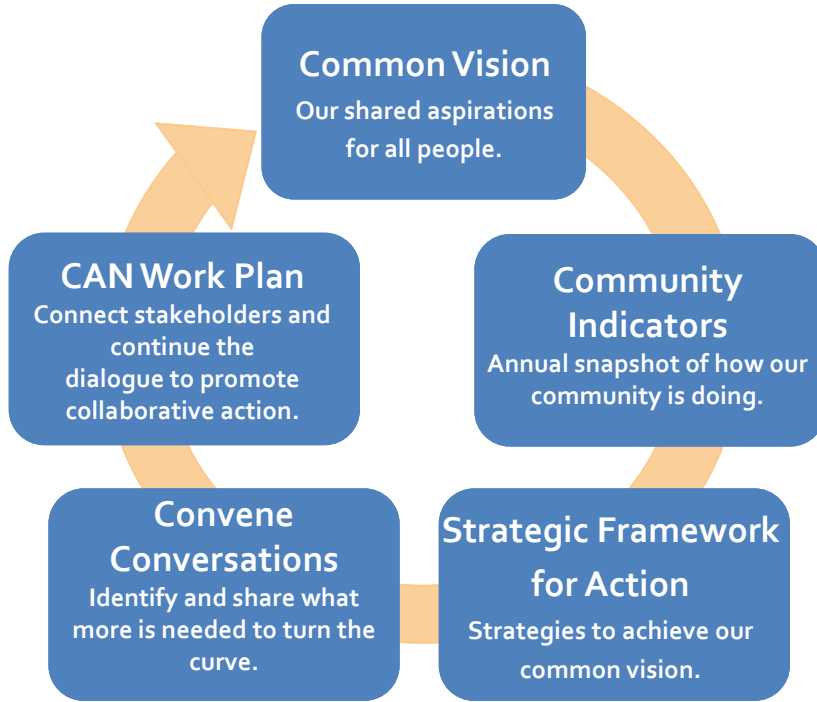 Common Vision
Our shared aspirations
for all people.
Community
Indicators
Annual snapshot of how our
community is doing.
Strategic Framework
for Action
Strategies to achieve our
common vision.
Convene
Conversations
Identify and share what
more is needed to turn the
curve.
CAN Work Plan
Connect stakeholders and
continue the
dialogue to promote
collaborative action.